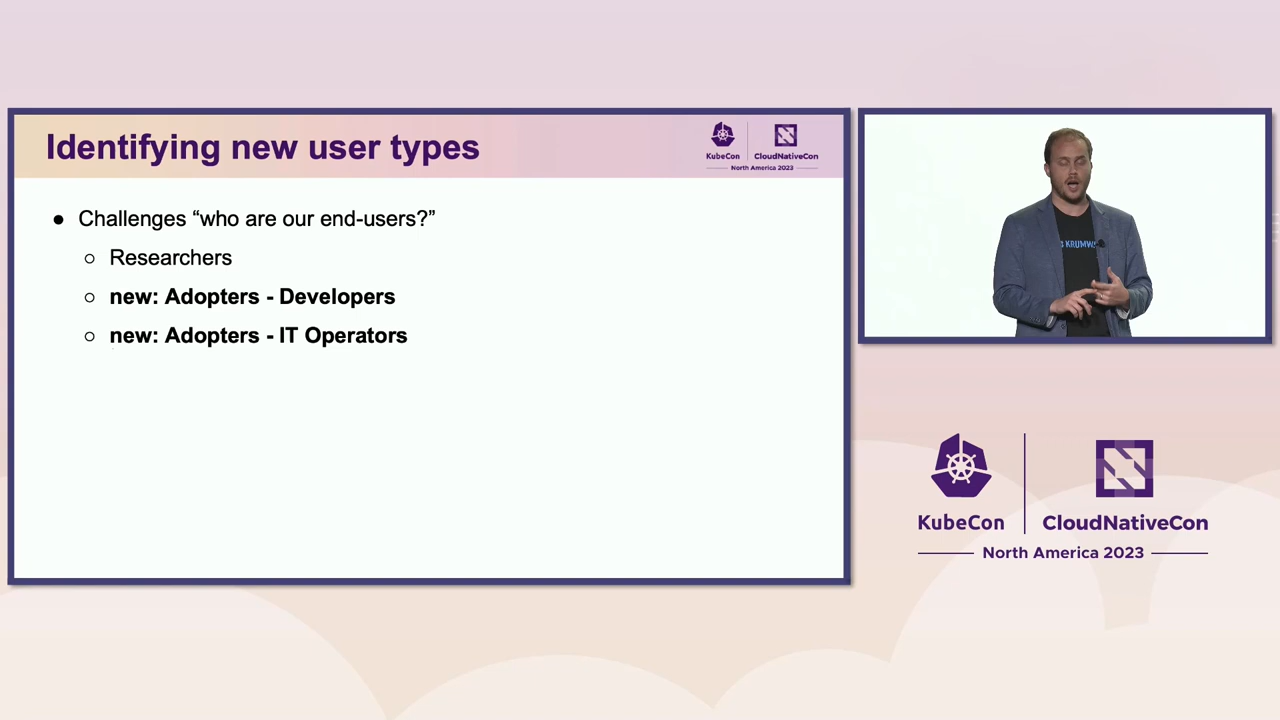 Identifying new user types
KubeCon
CloudNativeCon
North America 2023
● Challenges “who are our end-users?”
○ Researchers
○ new: Adopters - Developers
○ new: Adopters - IT Operators
KubeCon
CloudNativeCon
North America 2023